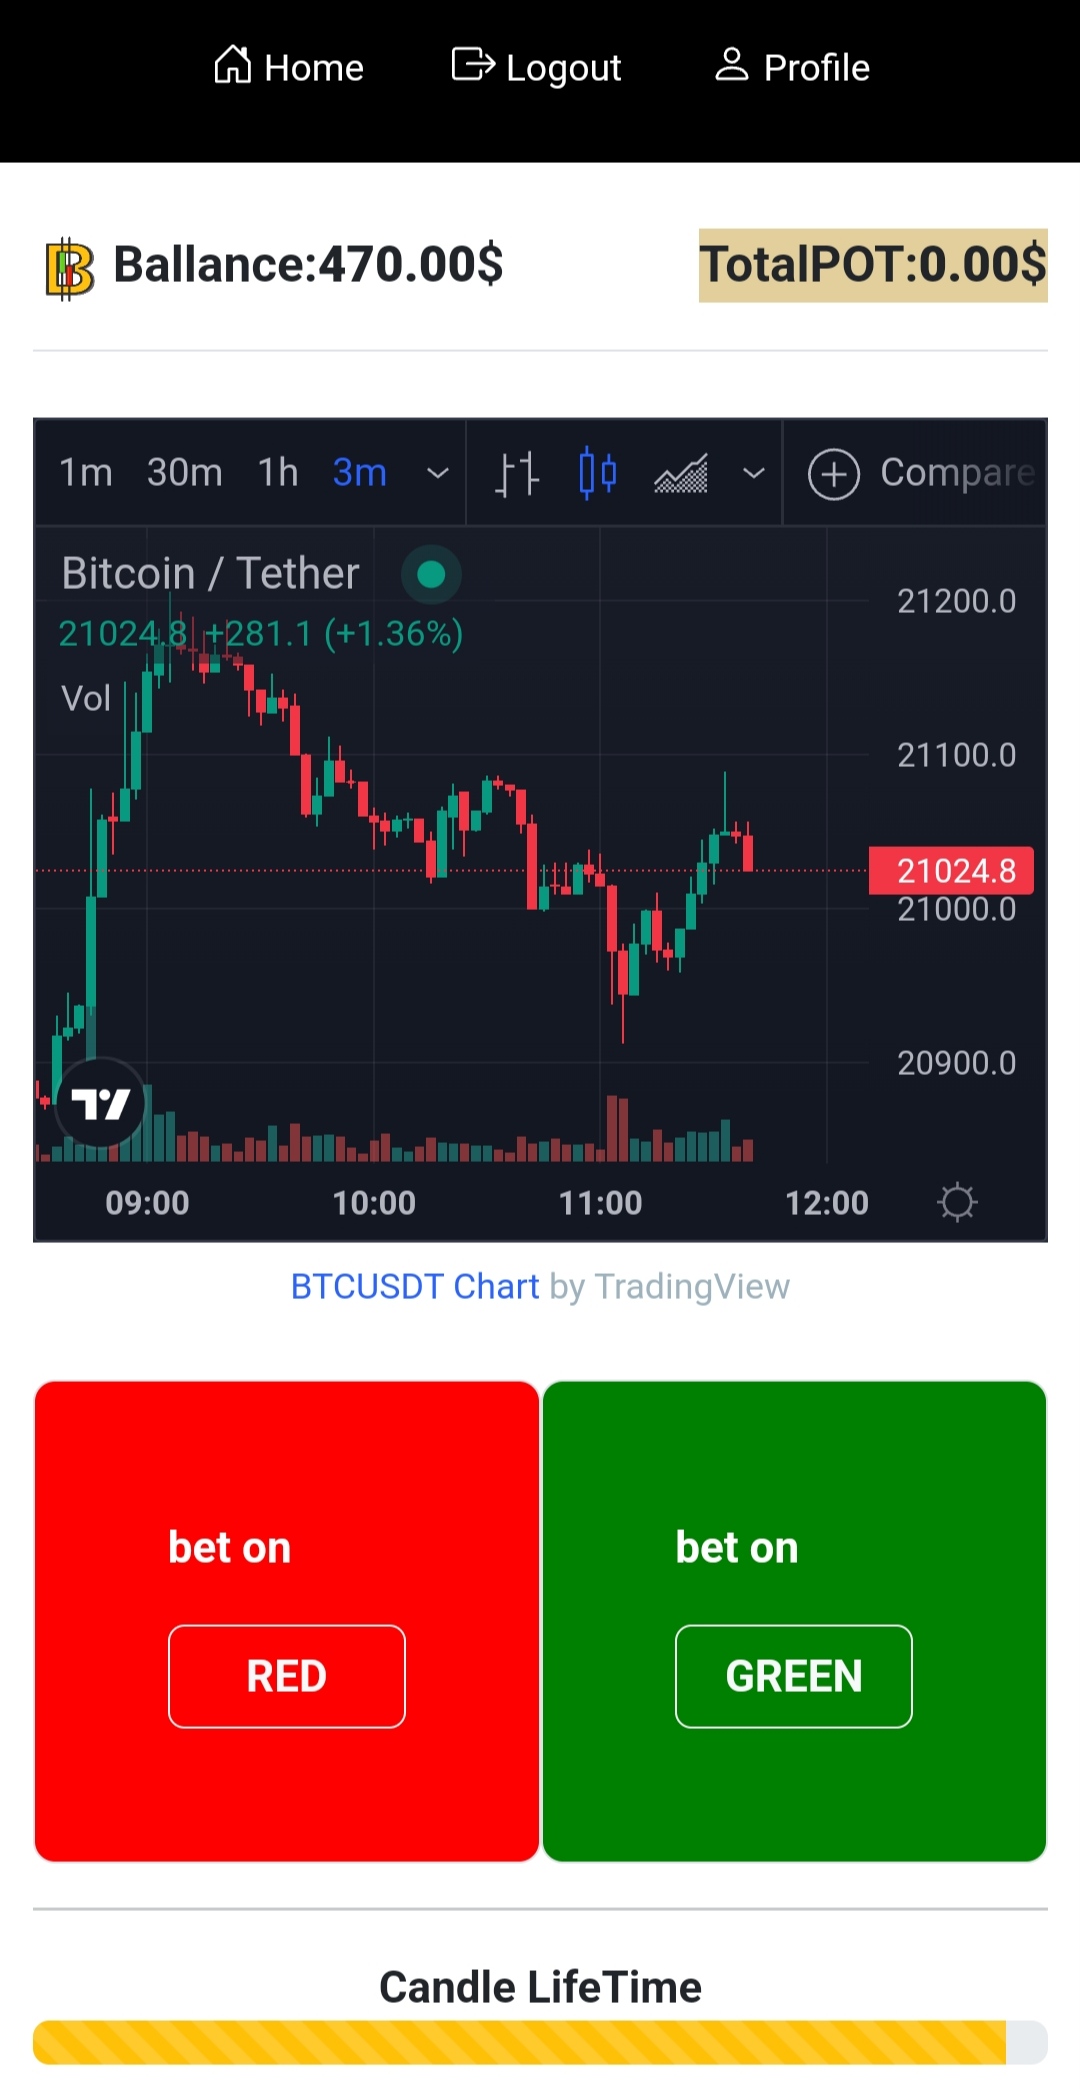 Home Logout Profile
Ballance:470.00$ TotalPOT:0.00$
1m 30m 1h 3m Compare
Bitcoin / Tether
21024.8 +281.1 (+1.36%)
Vol
21200.0
21100.0
21024.8
21000.0
20900.0
09:00 10:00 11:00 12:00
BTCUSDT Chart by TradingView
bet on
RED
bet on
GREEN
Candle LifeTime